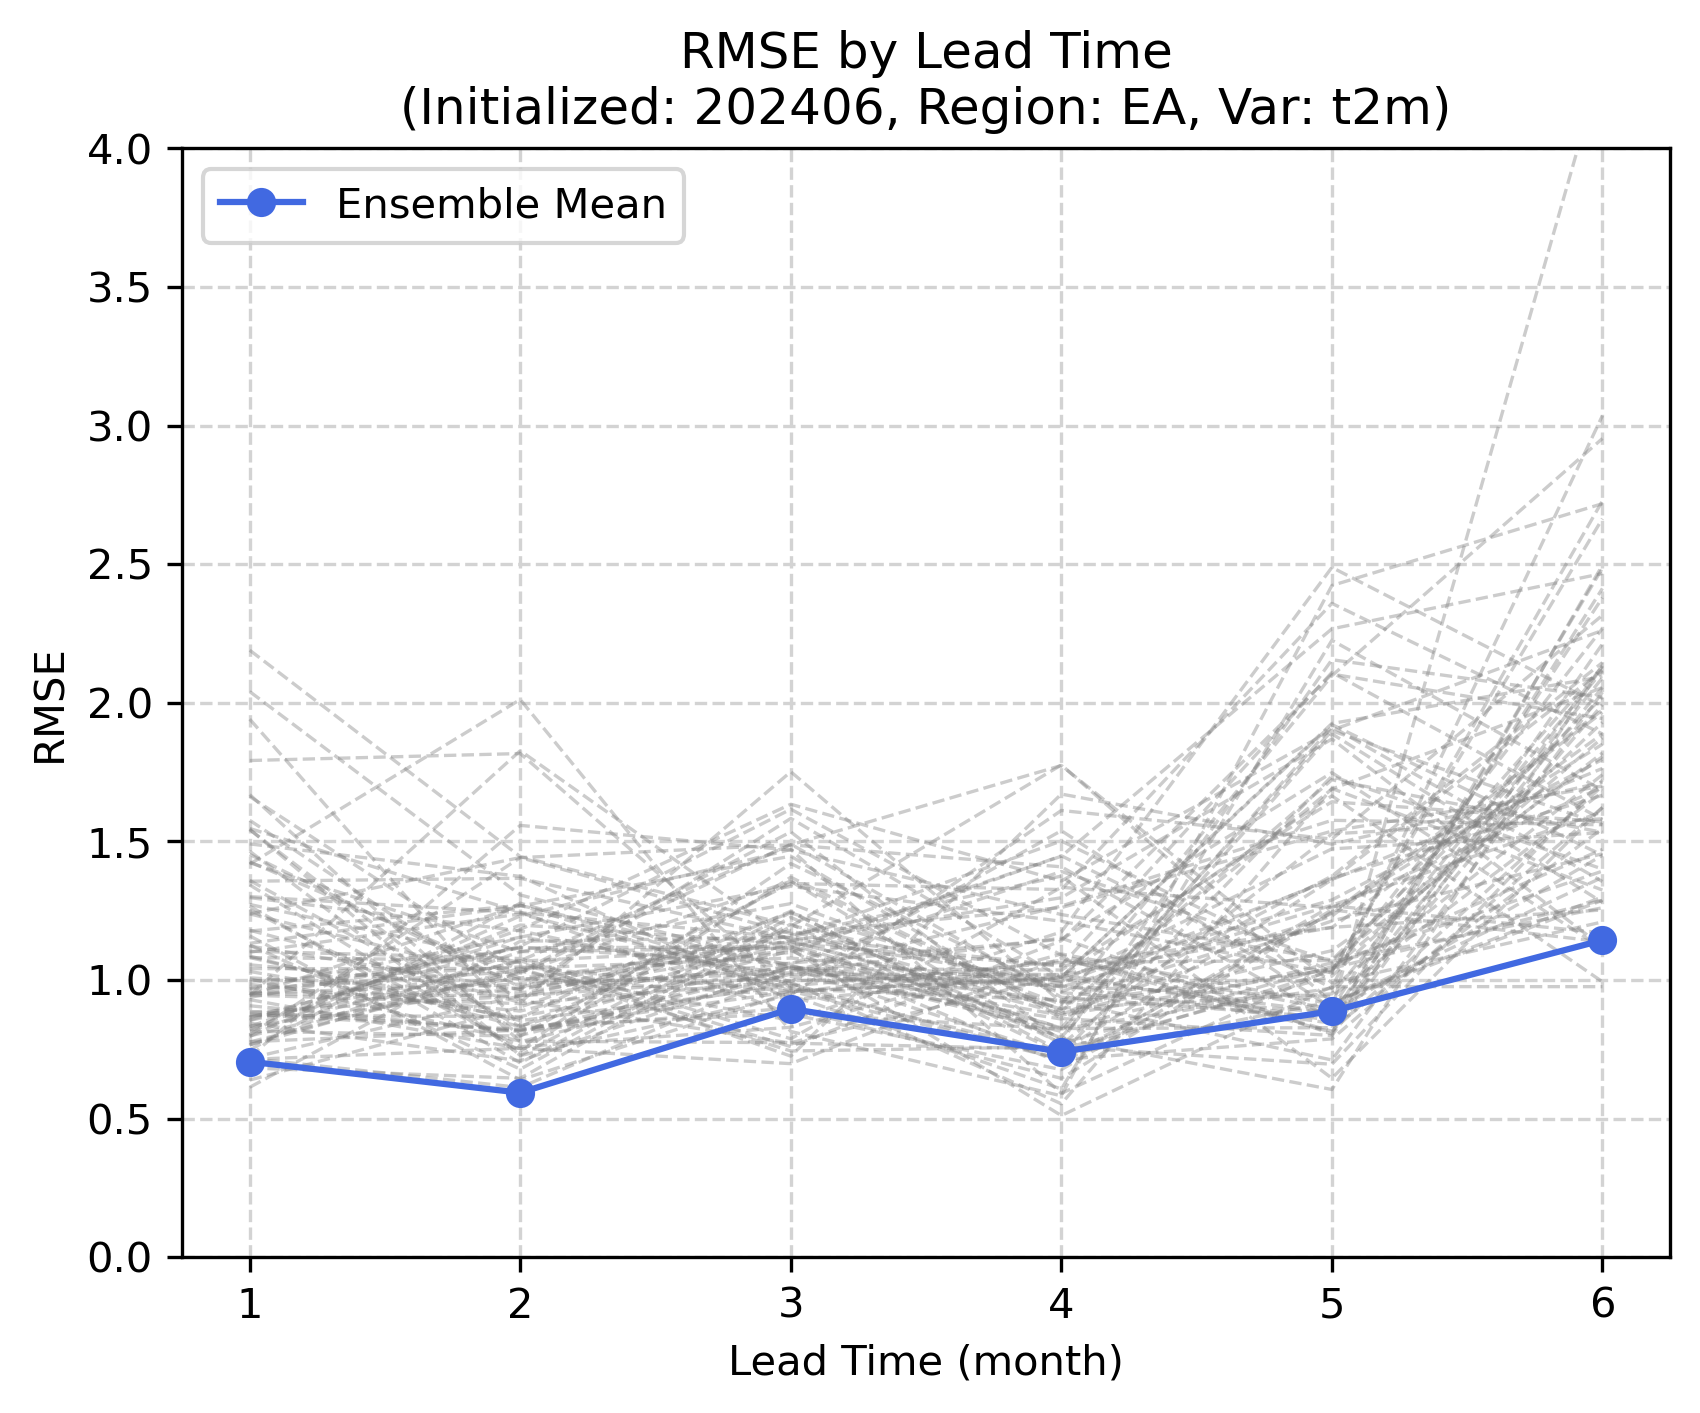 RMSE by Lead Time
(Initialized: 202406, Region: EA, Var: t2m)
Ensemble Mean
RMSE
4.0
3.5
3.0
2.5
2.0
1.5
1.0
0.5
0.0
1 2 3 4 5 6
Lead Time (month)